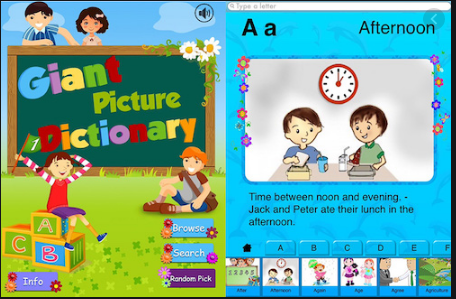 Giant
Picture
Dictionary
1
A
C
B
Info
Browse
Search
Random Pick
Type a letter
A a
Afternoon
Time between noon and evening. -
Jack and Peter ate their lunch in the
afternoon.
A
B
C
D
E
F
After
Afternoon
Again
Age
Agree
Agriculture